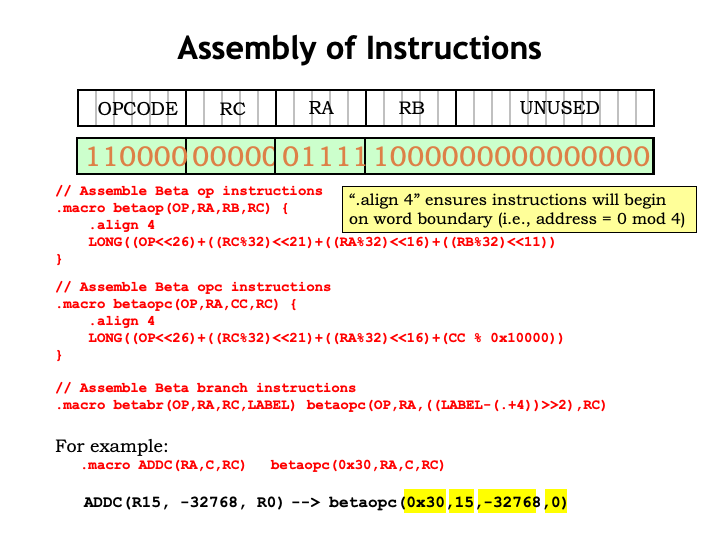 Assembly of Instructions
OPCODE RC RA RB UNUSED
110000 00000 01111 1000000000000000
// Assemble Beta op instructions
.macro betaop(OP,RA,RB,RC) {
.align 4
LONG((OP<<26)+((RC%32)<<21)+((RA%32)<<16)+((RB%32)<<11))
}
“.align 4” ensures instructions will begin
on word boundary (i.e., address = 0 mod 4)
// Assemble Beta opc instructions
.macro betaopc(OP,RA,CC,RC) {
.align 4
LONG((OP<<26)+((RC%32)<<21)+((RA%32)<<16)+(CC % 0x10000))
}
// Assemble Beta branch instructions
.macro betabr(OP,RA,RC,LABEL) betaopc(OP,RA,((LABEL-(.+4))>>2),RC)
For example:
.macro ADDC(RA,C,RC) betaopc(0x30,RA,C,RC)
ADDC(R15, -32768, R0) --> betaopc(0x30,15,-32768,0)